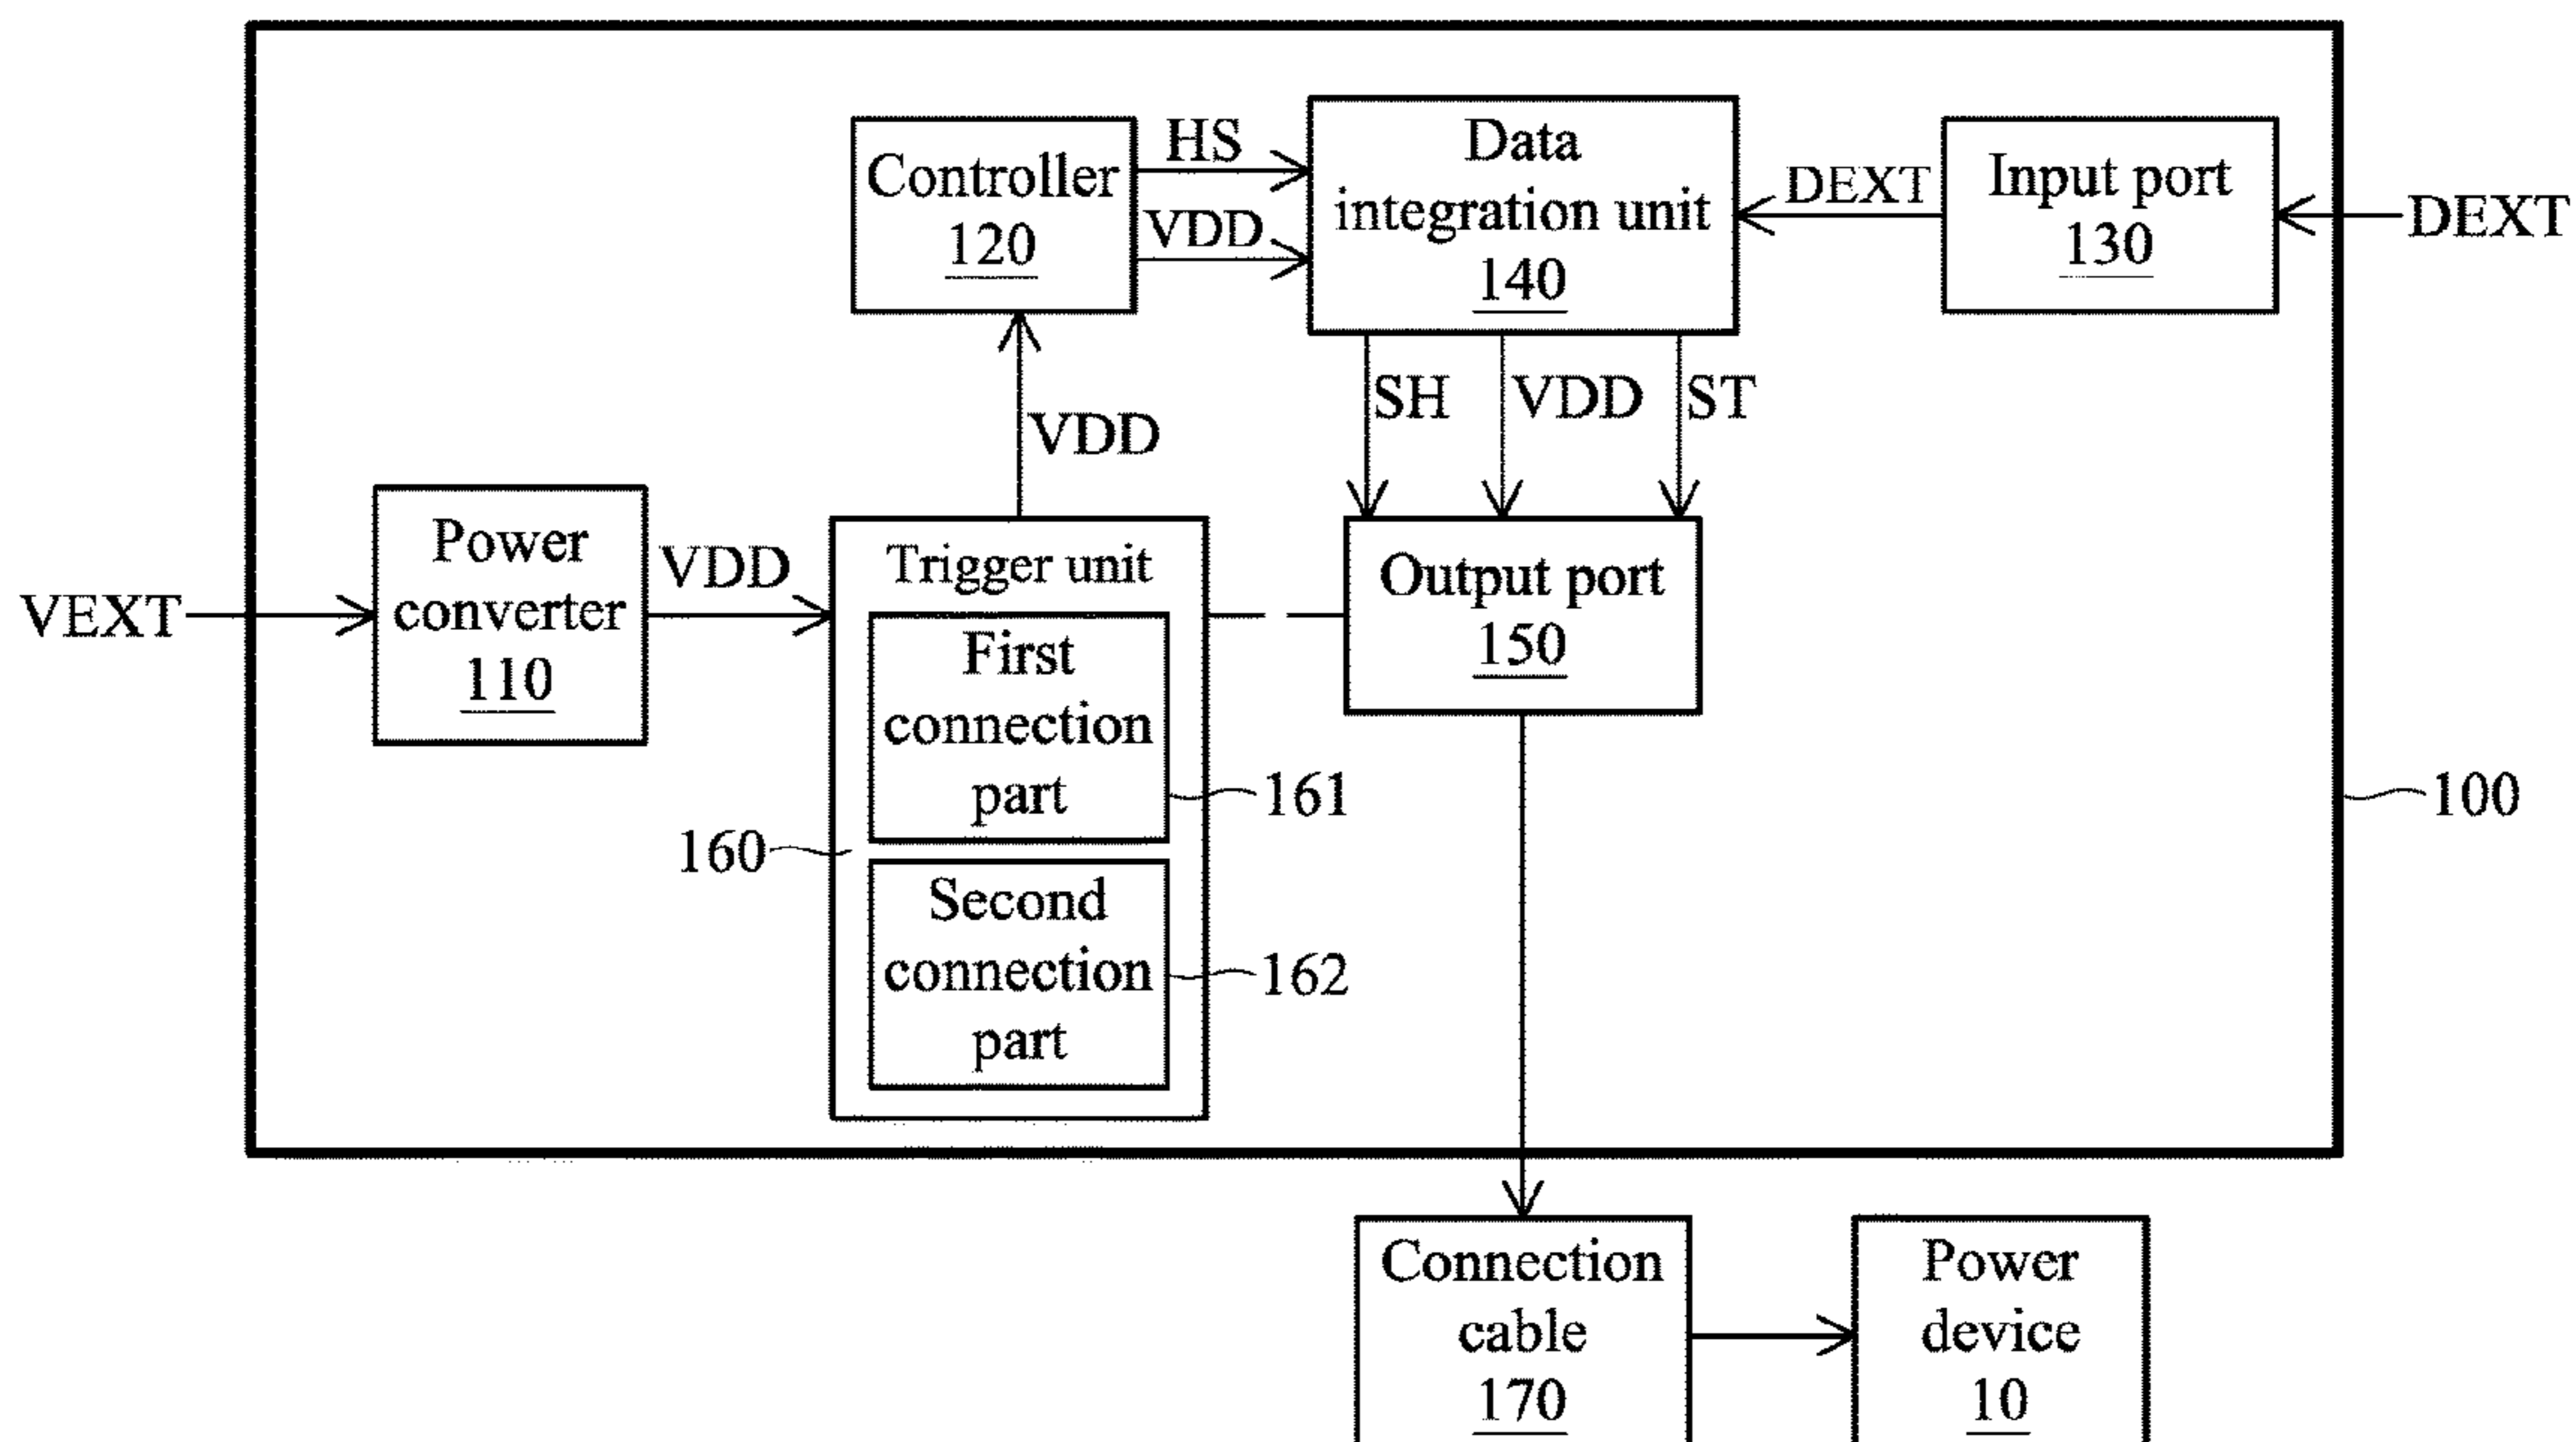 Controller
120
HS
VDD
Data
integration unit
140
DEXT
Input port
130
DEXT
SH
VDD
ST
VDD
VEXT
Power
converter
110
VDD
Trigger unit
First
connection
part
161
160
Second
connection
part
162
Output port
150
100
Connection
cable
170
Power
device
10